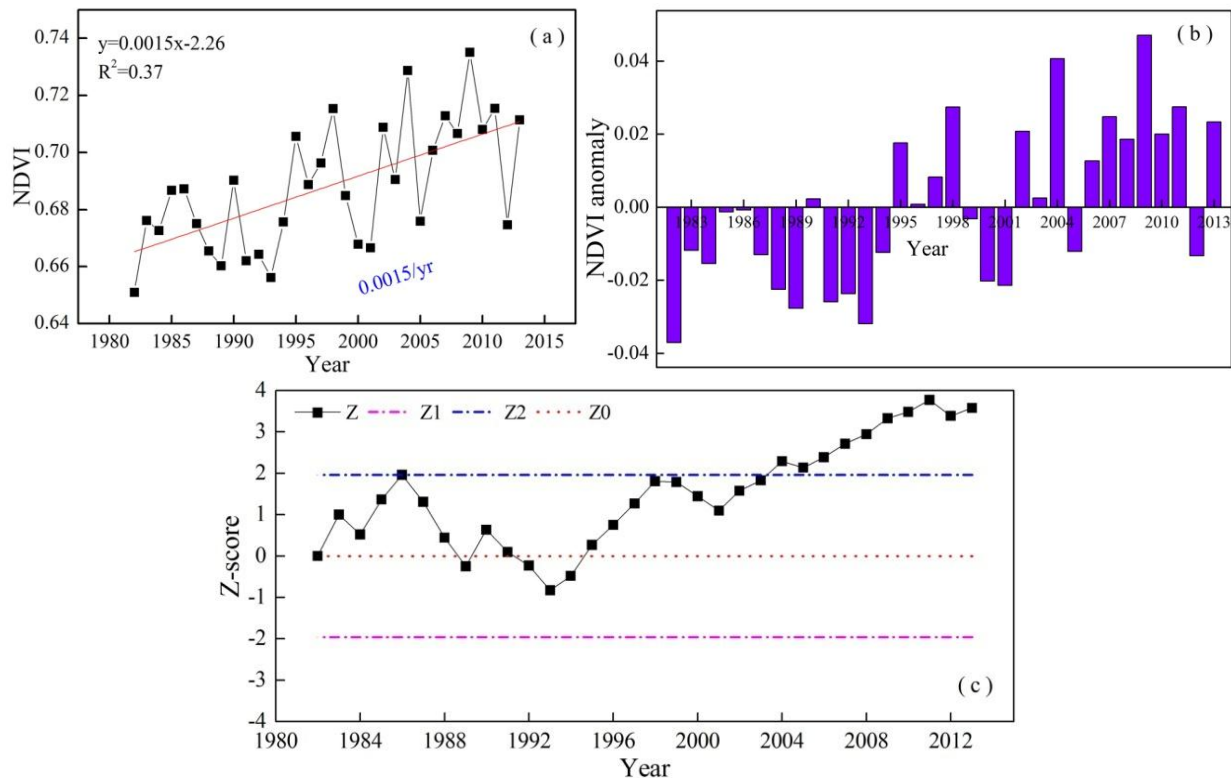 ( a )
y=0.0015x-2.26
R²=0.37
0.0015/yr
NDVI
0.74
0.72
0.70
0.68
0.66
0.64
1980 1985 1990 1995 2000 2005 2010 2015
Year
( b )
NDVI anomaly
0.04
0.02
0.00
-0.02
-0.04
1983 1986 1989 1992 1995 1998 2001 2004 2007 2010 2013
Year
Z Z1 Z2 Z0
( c )
Z-score
4
3
2
1
0
-1
-2
-3
-4
1980 1984 1988 1992 1996 2000 2004 2008 2012
Year